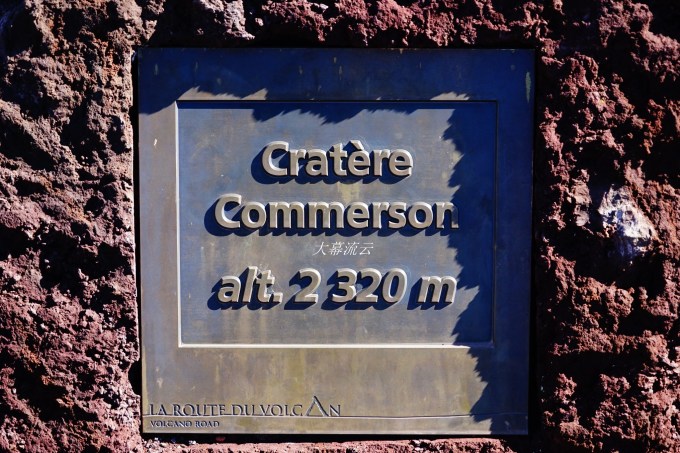 Cratère
Commerson
大幕流云
alt. 2 320 m
LA ROUTE DU VOLCAN
VOLCANO ROAD